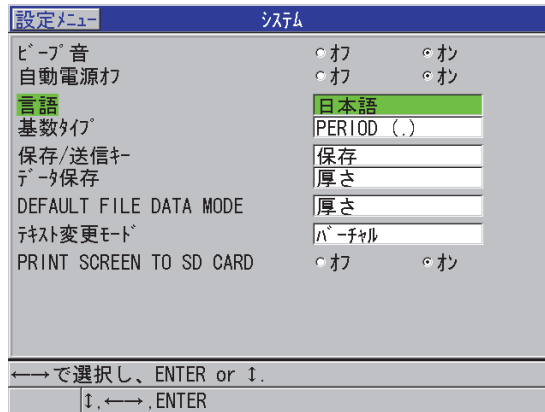 設定ﾒﾆｭｰ ｼｽﾃﾑ
ﾋﾞｰﾌﾟ音 ｵﾌ ｵﾝ
自動電源ｵﾌ ｵﾌ ｵﾝ
言語 日本語
基数ﾀｲﾌﾟ PERIOD (.)
保存/送信ｷｰ 保存
ﾃﾞｰﾀ保存 厚さ
DEFAULT FILE DATA MODE 厚さ
ﾃｷｽﾄ変更ﾓｰﾄﾞ ﾊﾞｰﾁｬﾙ
PRINT SCREEN TO SD CARD ｵﾌ ｵﾝ
←→で選択し、ENTER or ↕.
↕,←→,ENTER